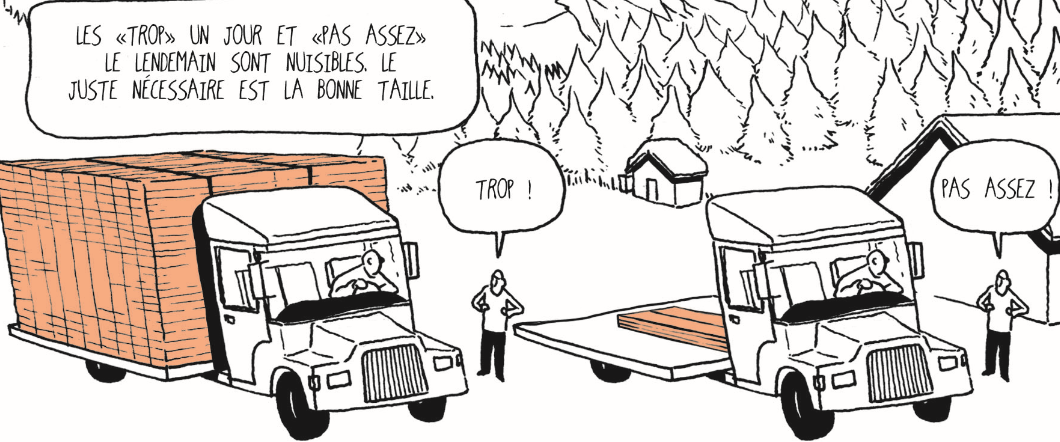 LES «TROP» UN JOUR ET «PAS ASSEZ»
LE LENDEMAIN SONT NUISIBLES. LE
JUSTE NÉCESSAIRE EST LA BONNE TAILLE.
TROP !
PAS ASSEZ !